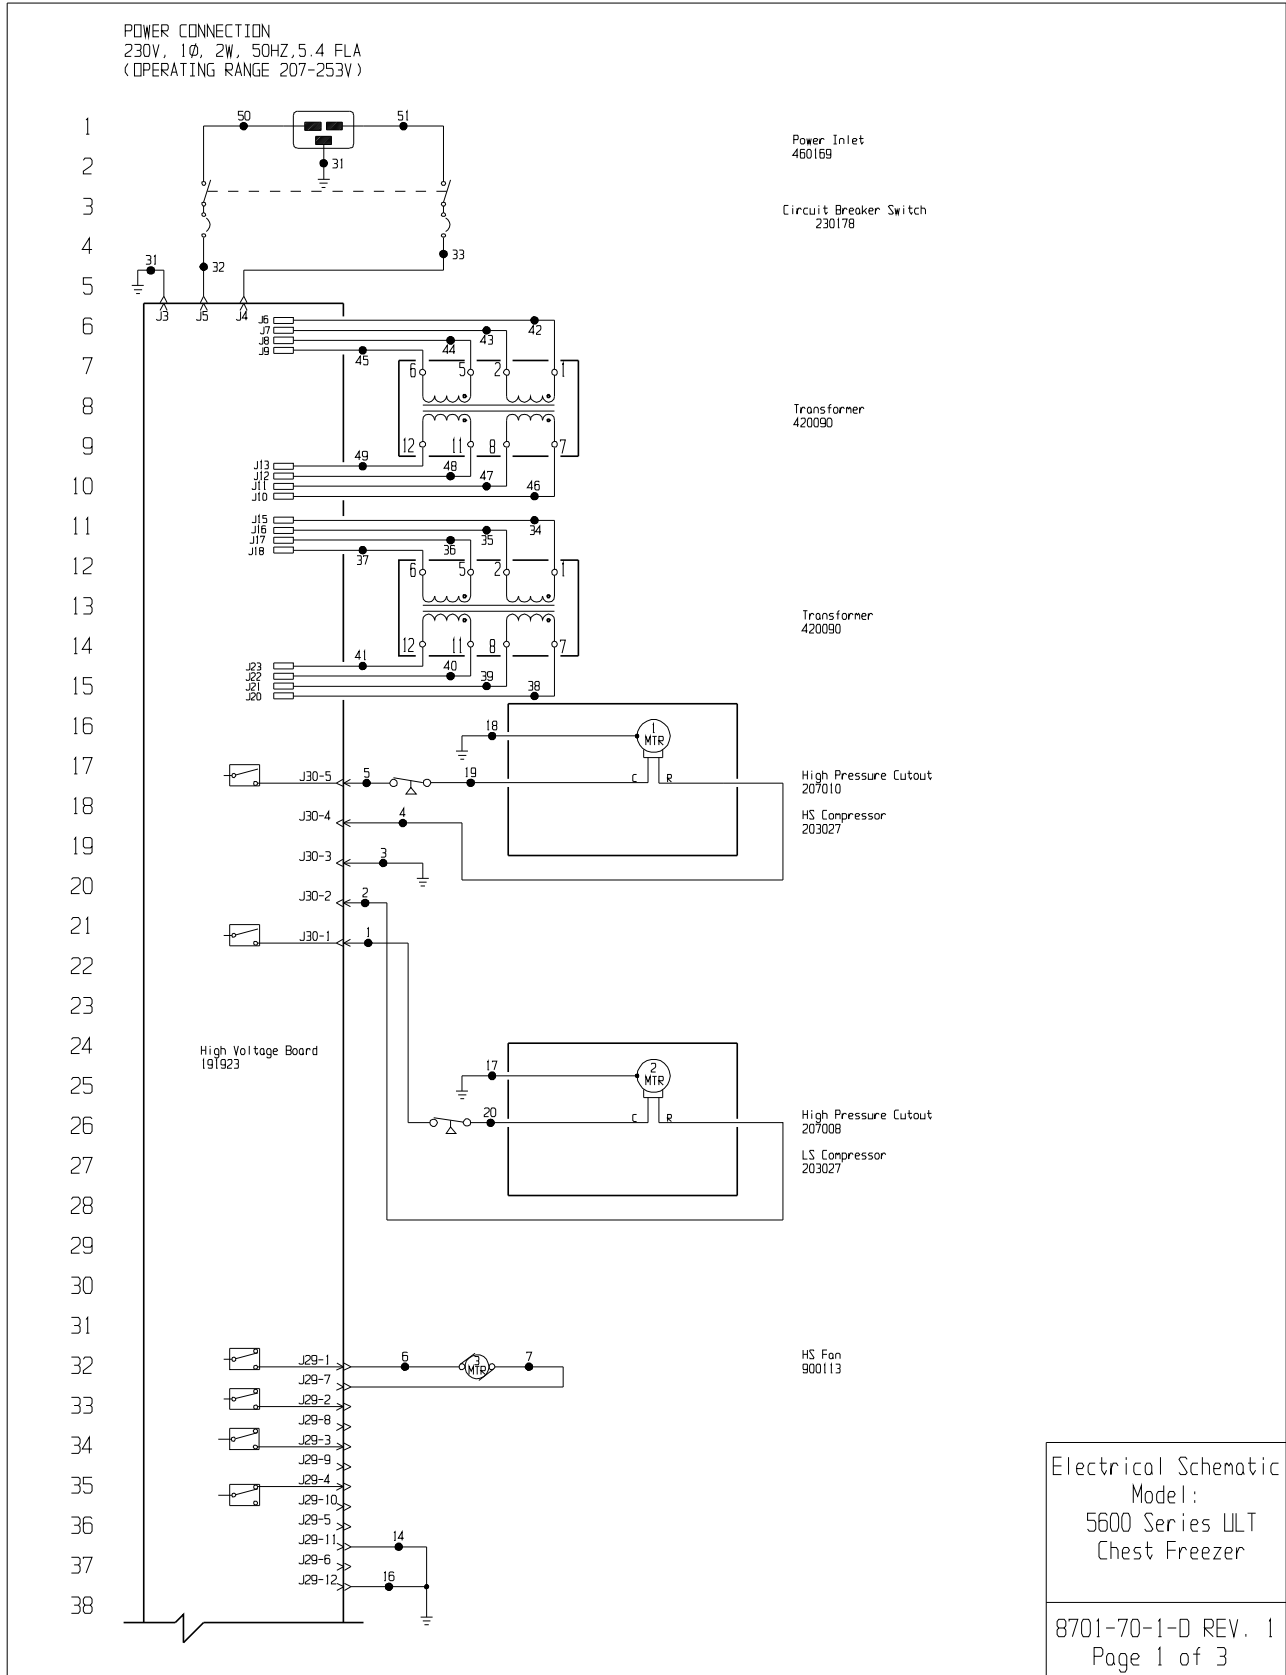 POWER CONNECTION
230V, 1Ø, 2W, 50HZ,5.4 FLA
(OPERATING RANGE 207-253V)
1
50
51
Power Inlet
460169
2
31
3
Circuit Breaker Switch
230178
4
33
31
32
5
J3
J5
J4
6
J6
J7
J8
J9
42
43
44
45
7
6
5
2
1
8
Transformer
420090
9
12
11
8
7
J13
J12
J11
J10
49
48
47
46
10
11
J15
J16
J17
J18
34
35
36
37
12
6
5
2
1
13
Transformer
420090
14
12
11
8
7
J23
J22
J21
J20
41
40
39
38
15
16
18
1
MTR
17
J30-5
5
19
C
R
High Pressure Cutout
207010
18
J30-4
4
HS Compressor
203027
19
J30-3
3
20
J30-2
2
21
J30-1
1
22
23
24
High Voltage Board
191923
25
17
2
MTR
26
20
C
R
High Pressure Cutout
207008
27
LS Compressor
203027
28
29
30
31
32
J29-1
6
3
MTR
7
HS Fan
900113
J29-7
33
J29-2
J29-8
34
J29-3
J29-9
35
J29-4
J29-10
36
J29-5
J29-11
14
37
J29-6
J29-12
16
38
Electrical Schematic
Model:
5600 Series ULT
Chest Freezer
8701-70-1-D REV. 1
Page 1 of 3